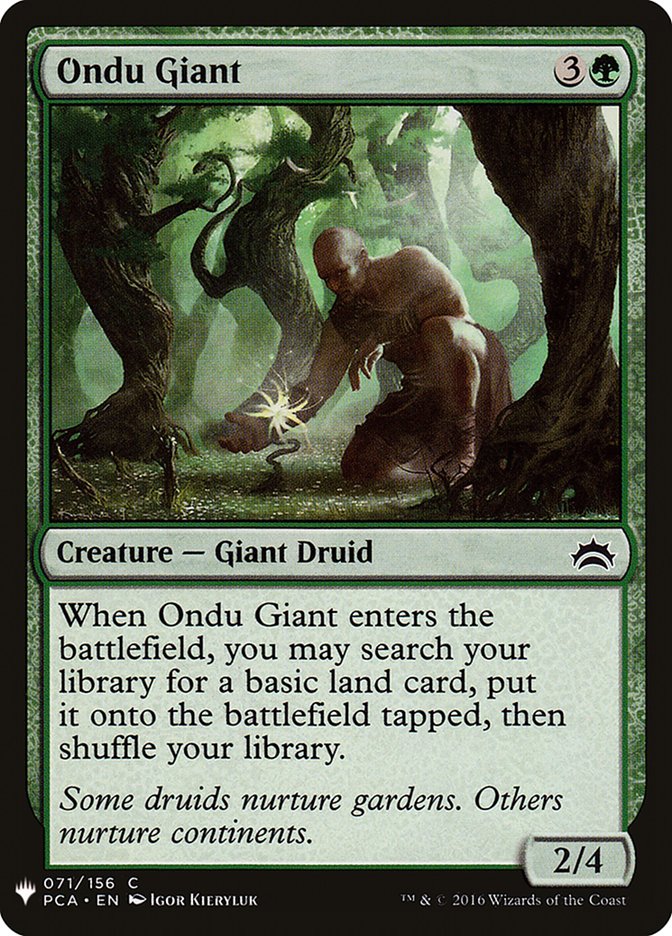 Ondu Giant 3
Creature — Giant Druid
When Ondu Giant enters the
battlefield, you may search your
library for a basic land card, put
it onto the battlefield tapped, then
shuffle your library.
Some druids nurture gardens. Others
nurture continents.
2/4
071/156 C
PCA • EN Igor Kieryluk ™ & © 2016 Wizards of the Coast